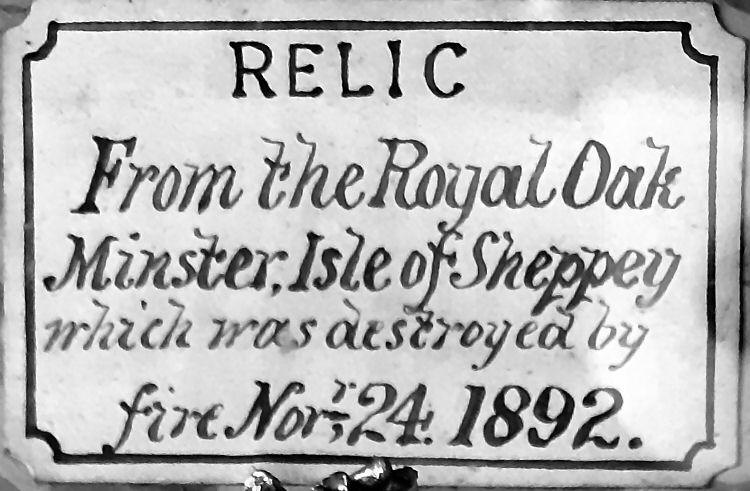 RELIC
From the Royal Oak
Minster, Isle of Sheppey
which was destroyed by
fire Novr, 24. 1892.